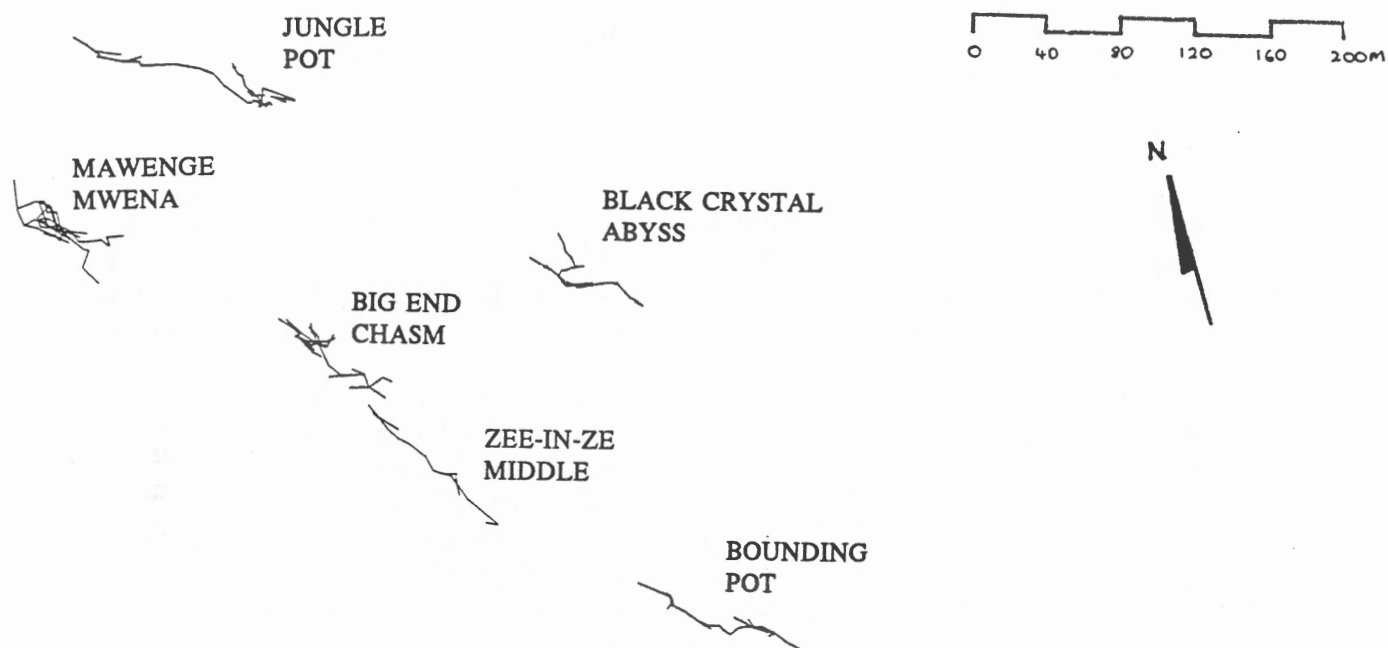 JUNGLE
POT
0 40 80 120 160 200M
N
MAWENGE
MWENA
BLACK CRYSTAL
ABYSS
BIG END
CHASM
ZEE-IN-ZE
MIDDLE
BOUNDING
POT